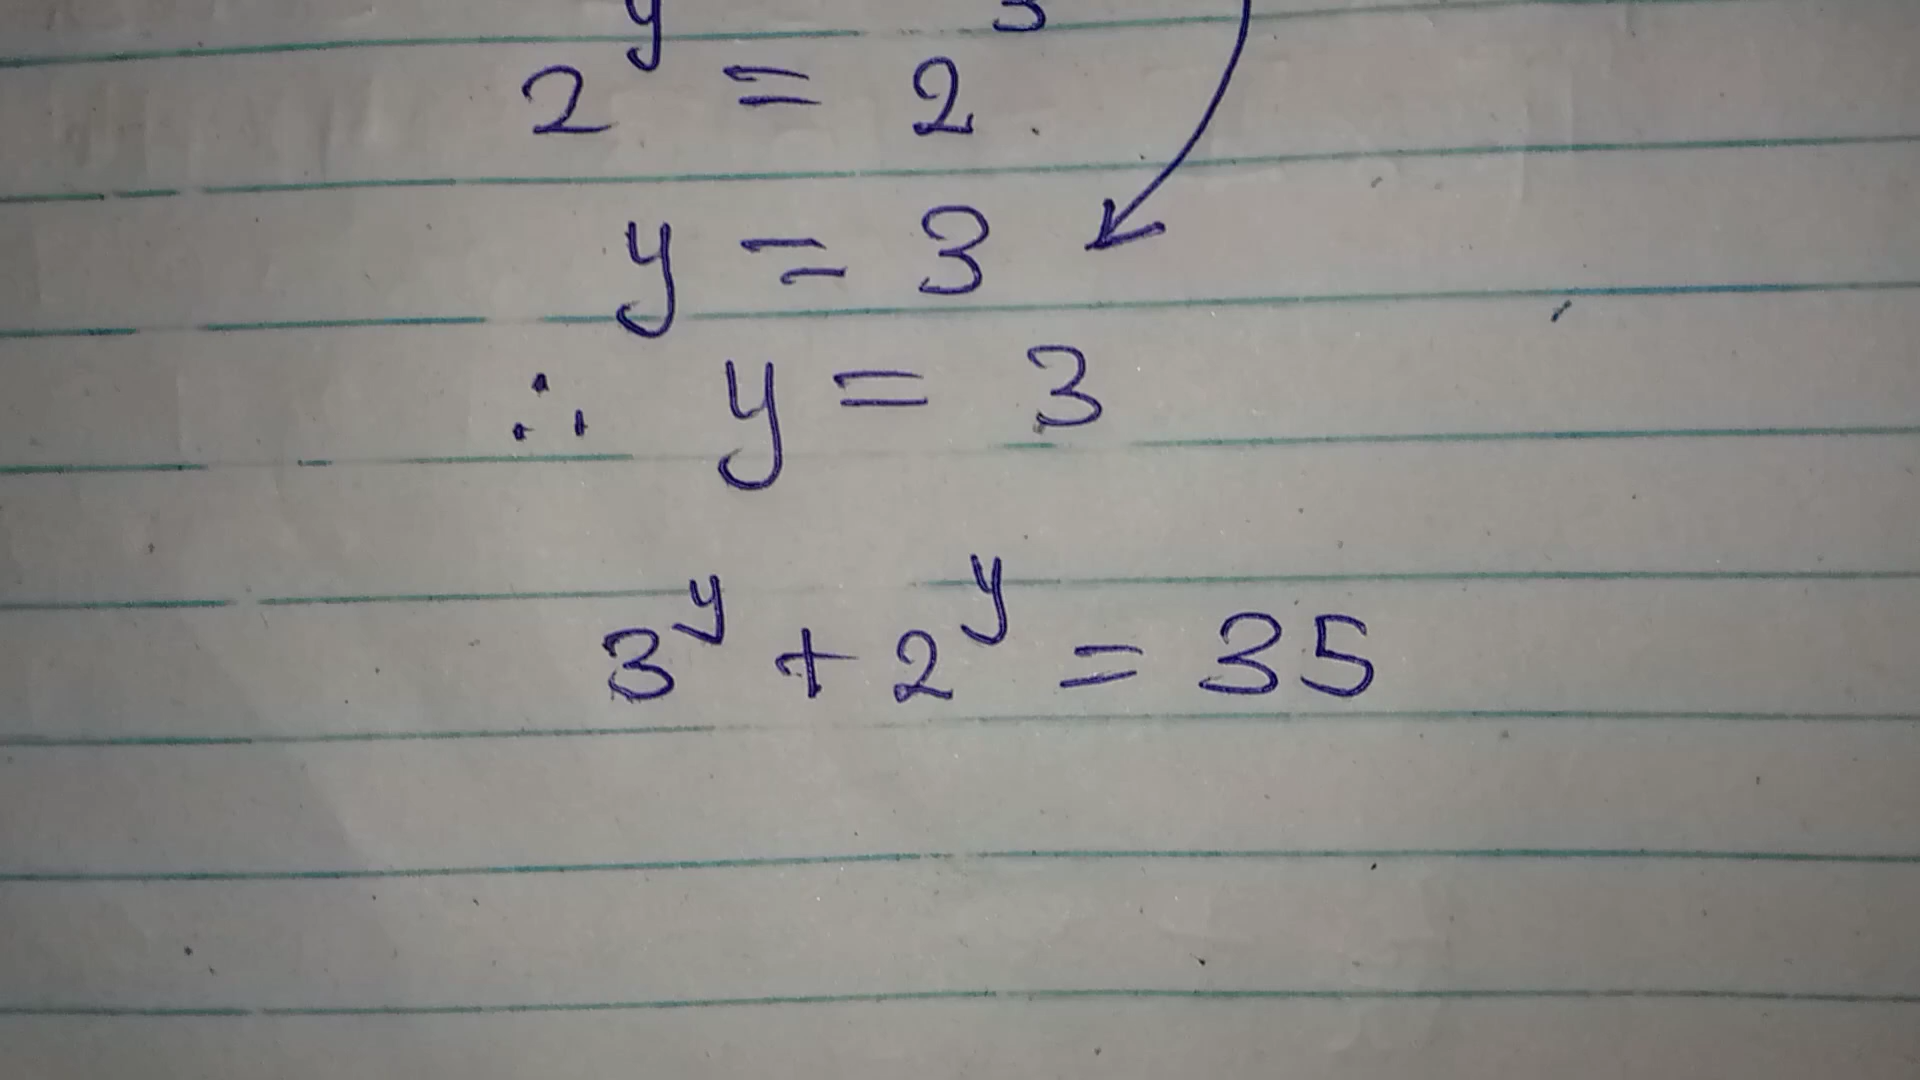 2^y = 2^3
y = 3
∴ y = 3
3^y + 2^y = 35